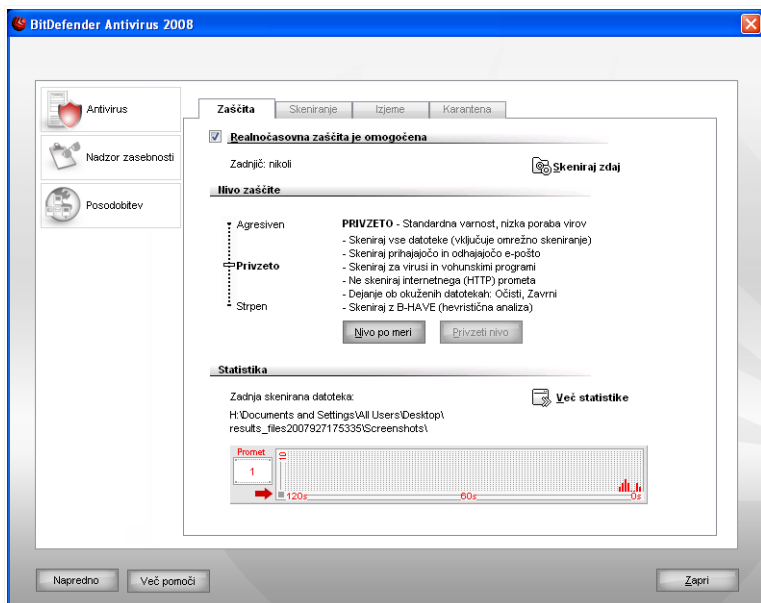 BitDefender Antivirus 2008
Antivirus
Nadzor zasebnosti
Posodobitev
Zaščita
Skeniranje
Izjeme
Karantena
Realnočasovna zaščita je omogočena
Zadnjič: nikoli
Skeniraj zdaj
Nivo zaščite
Agresiven
Privzeto
Strpen
PRIVZETO - Standardna varnost, nizka poraba virov
- Skeniraj vse datoteke (vključuje omrežno skeniranje)
- Skeniraj prihajajočo in odhajajočo e-pošto
- Skeniraj za virusi in vohunskimi programi
- Ne skeniraj internetnega (HTTP) prometa
- Dejanje ob okuženih datotekah: Očisti, Zavrni
- Skeniraj z B-HAVE (hevristična analiza)
Nivo po meri
Privzeti nivo
Statistika
Zadnja skenirana datoteka:
Več statistike
H:\Documents and Settings\All Users\Desktop\
results_files2007927175335\Screenshots\
Promet
1
10
120s
60s
0s
Napredno
Več pomoči
Zapri